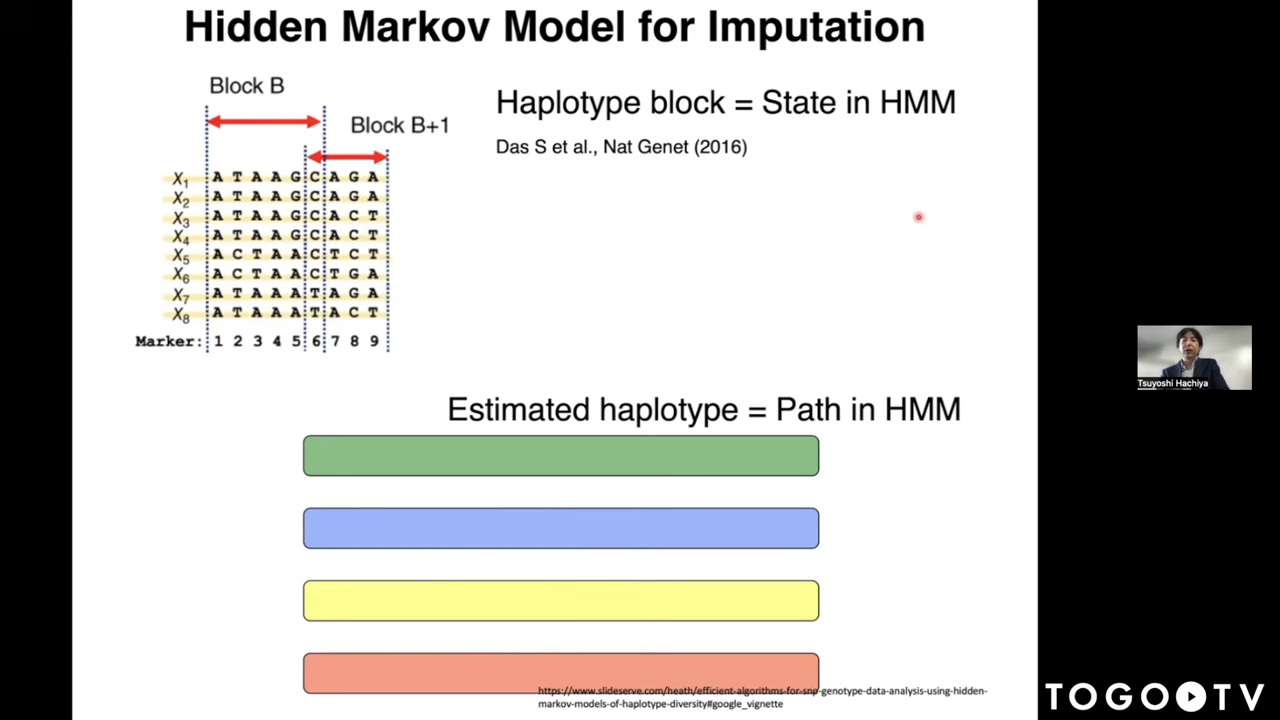 Hidden Markov Model for Imputation
Block B
Block B+1
Haplotype block = State in HMM
Das S et al., Nat Genet (2016)
X1 A T A A G C A G A
X2 A T A A G C A G A
X3 A T A A G C A C T
X4 A T A A G C A C T
X5 A C T A A C T C T
X6 A C T A A C T G A
X7 A T A A A T A G A
X8 A T A A A T A C T
Marker: 1 2 3 4 5 6 7 8 9
Estimated haplotype = Path in HMM
https://www.slideserve.com/heath/efficient-algorithms-for-snp-genotype-data-analysis-using-hidden-
markov-models-of-haplotype-diversity#google_vignette
Tsuyoshi Hachiya
TOGO TV